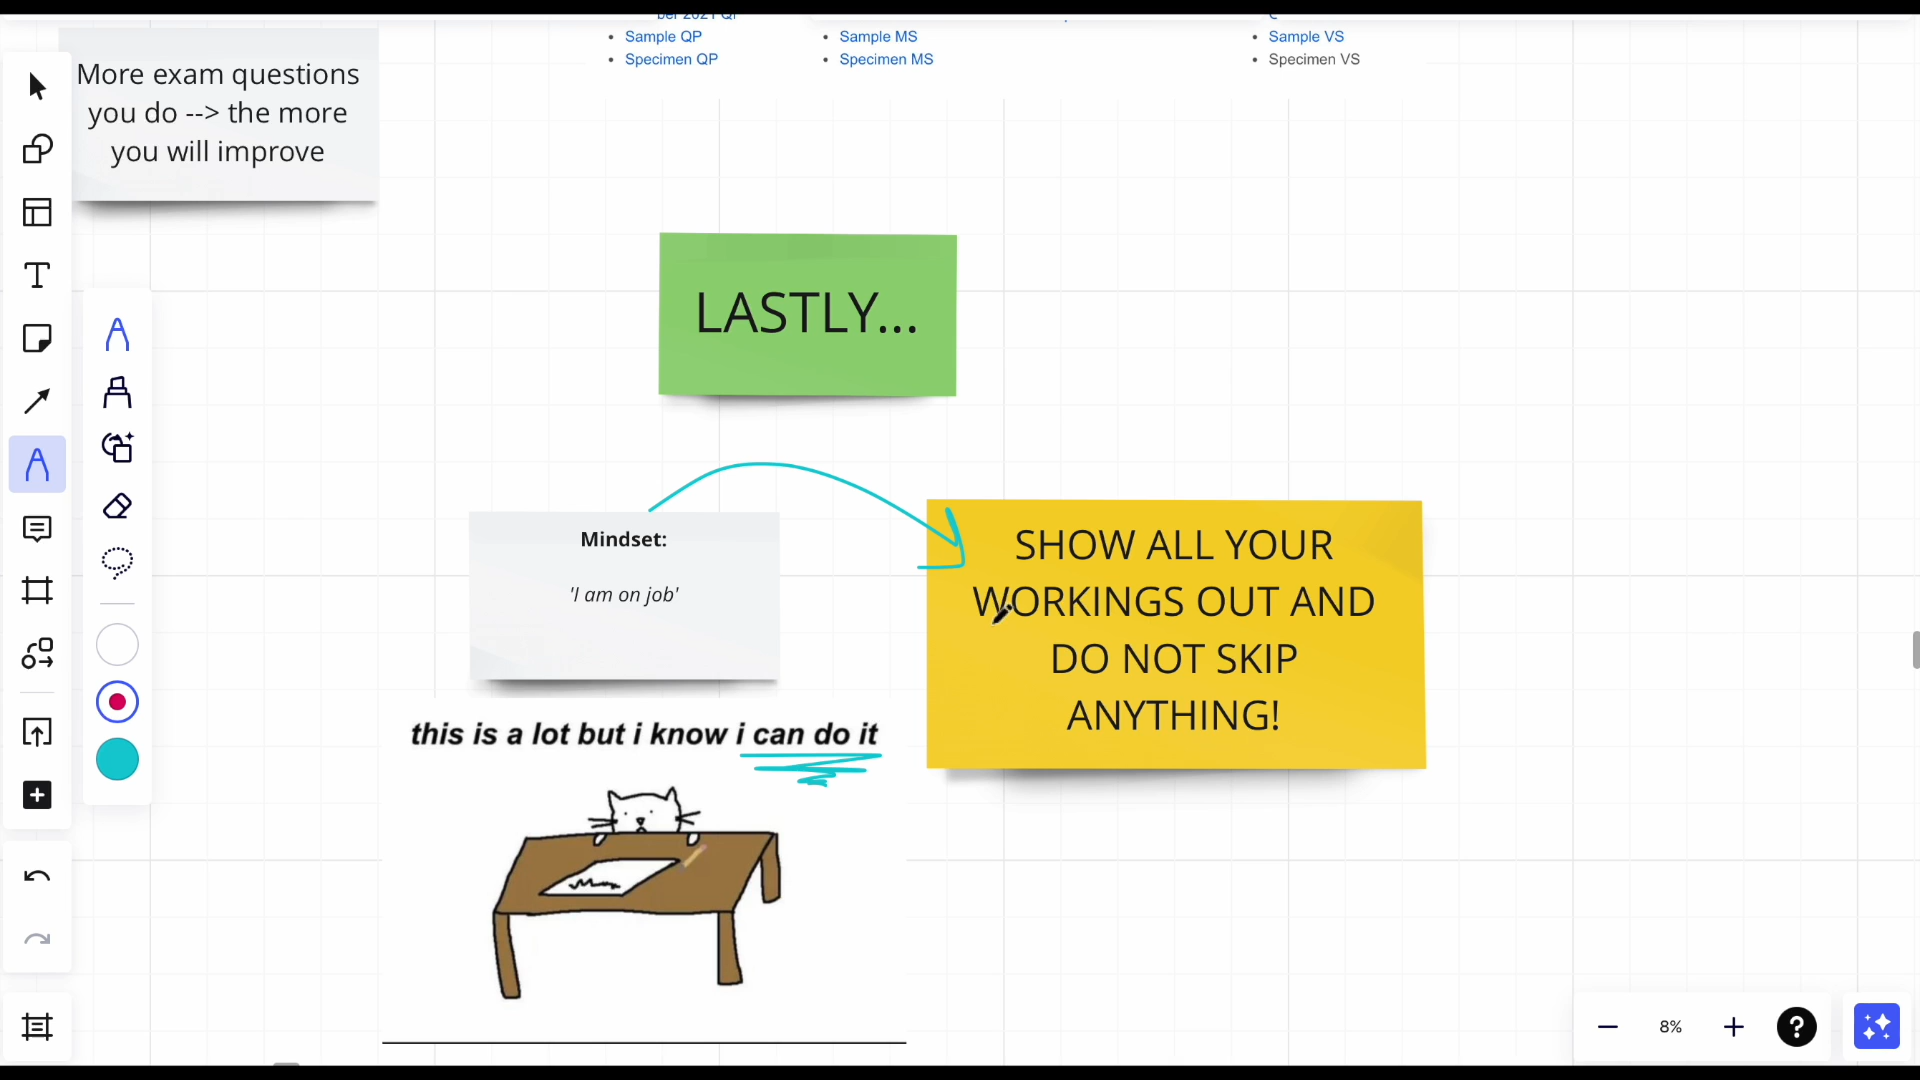 Sample QP
Sample MS
Sample VS
Specimen QP
Specimen MS
Specimen VS
More exam questions
you do --> the more
you will improve
LASTLY...
Mindset:
'I am on job'
SHOW ALL YOUR
WORKINGS OUT AND
DO NOT SKIP
ANYTHING!
this is a lot but i know i can do it
8%